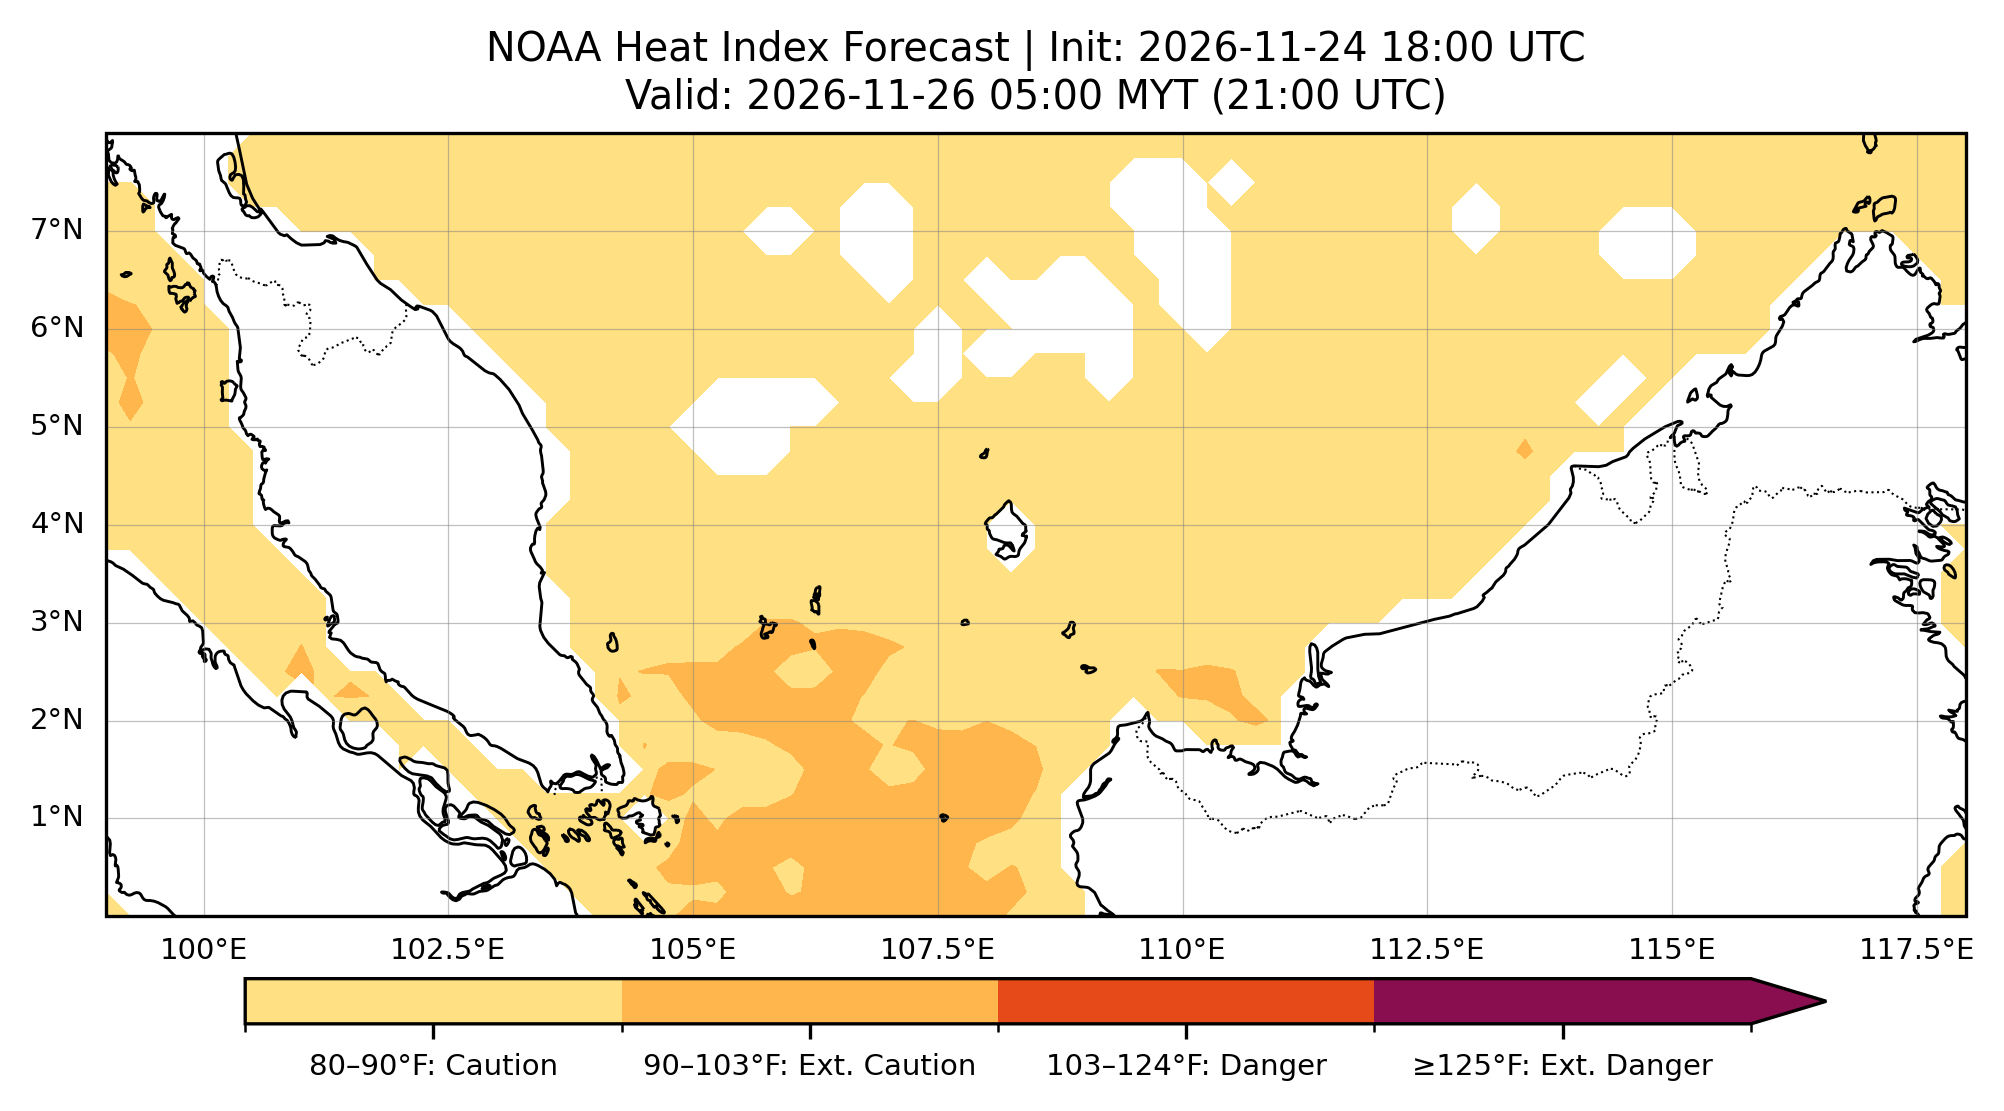 NOAA Heat Index Forecast | Init: 2026-11-24 18:00 UTC
Valid: 2026-11-26 05:00 MYT (21:00 UTC)
7°N
6°N
5°N
4°N
3°N
2°N
1°N
100°E 102.5°E 105°E 107.5°E 110°E 112.5°E 115°E 117.5°E
80–90°F: Caution 90–103°F: Ext. Caution 103–124°F: Danger ≥125°F: Ext. Danger